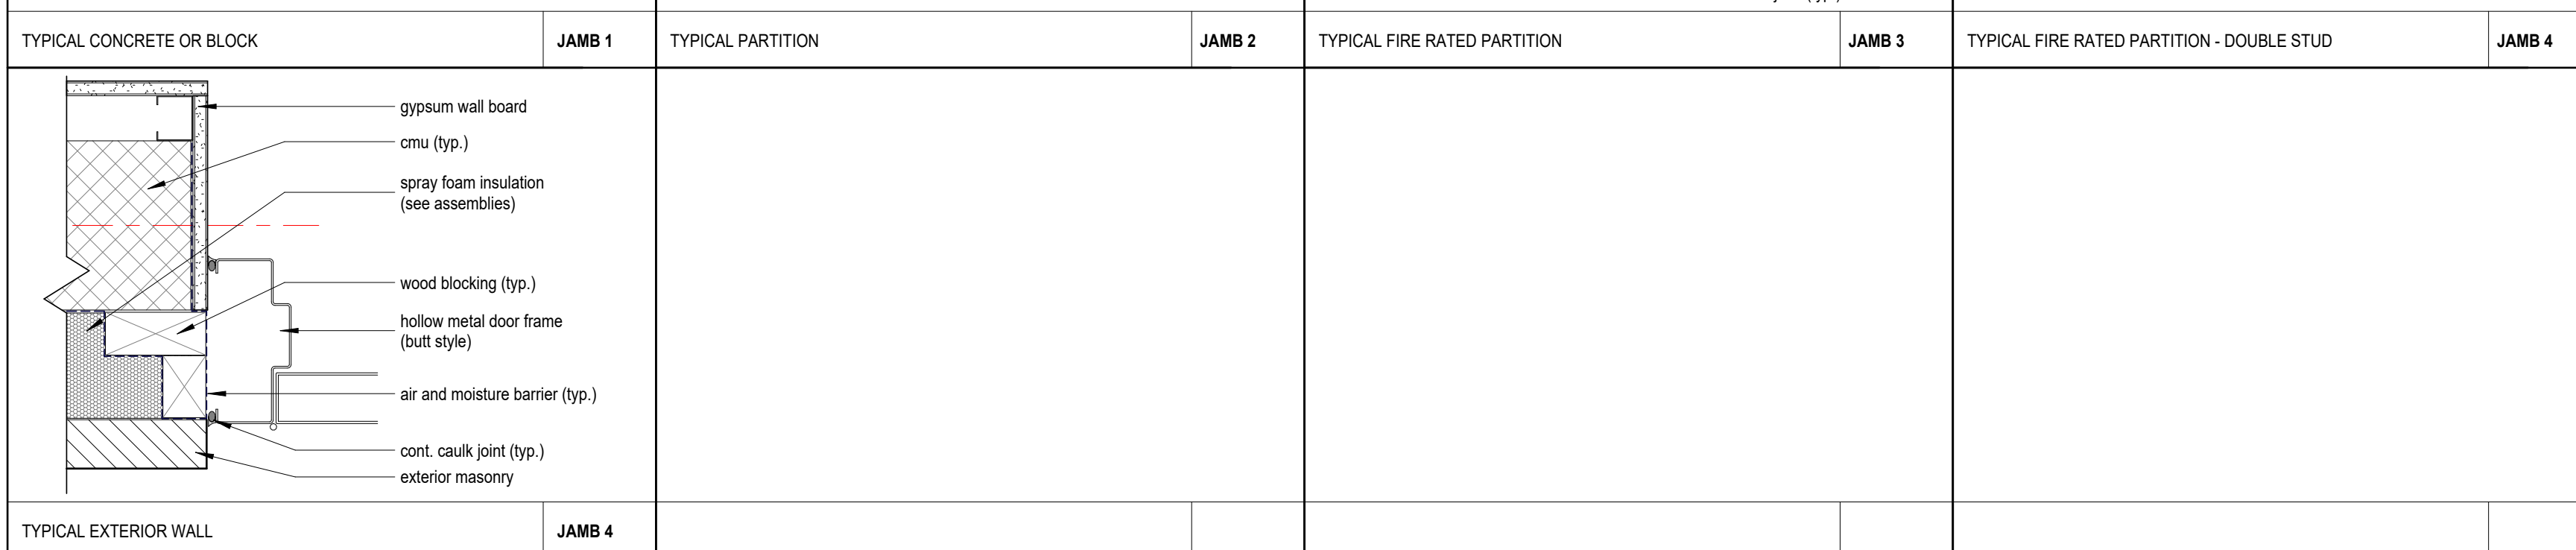 TYPICAL CONCRETE OR BLOCK JAMB 1 TYPICAL PARTITION JAMB 2 TYPICAL FIRE RATED PARTITION JAMB 3 TYPICAL FIRE RATED PARTITION - DOUBLE STUD JAMB 4
gypsum wall board
cmu (typ.)
spray foam insulation
(see assemblies)
wood blocking (typ.)
hollow metal door frame
(butt style)
air and moisture barrier (typ.)
cont. caulk joint (typ.)
exterior masonry
TYPICAL EXTERIOR WALL JAMB 4